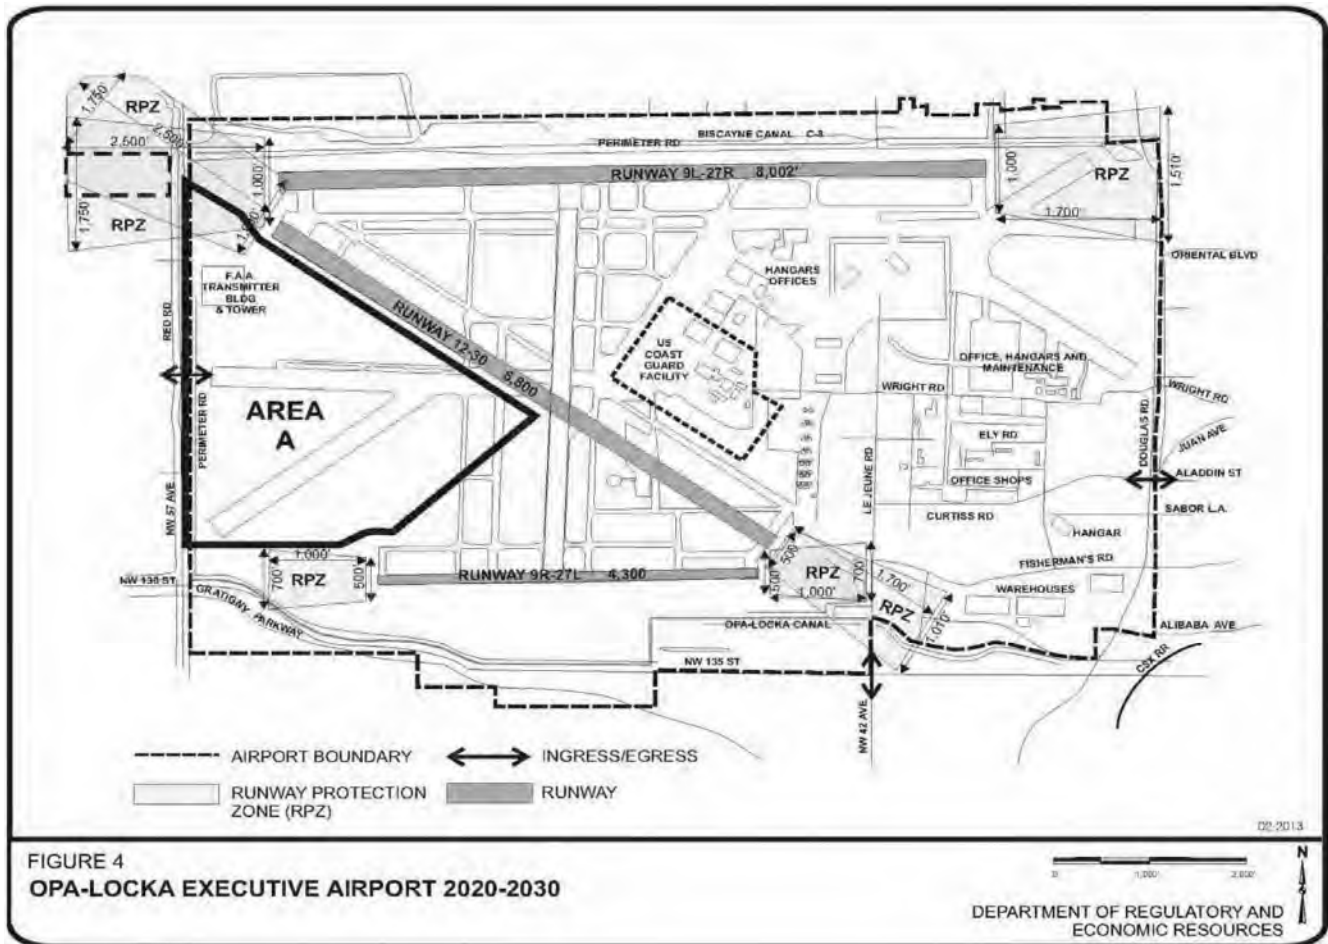 RPZ
1,750'
2,500'
2,500'
1,750'
RPZ
1,000'
BISCAYNE CANAL C-8
PERIMETER RD
RUNWAY 9L-27R 8,002'
1,000
RPZ
1,510'
1,700'
ORIENTAL BLVD
F.A.A
TRANSMITTER
BLDG
& TOWER
HANGARS
OFFICES
RED RD
RUNWAY 12-30 6,800
US
COAST
GUARD
FACILITY
OFFICE, HANGARS AND
MAINTENANCE
WRIGHT RD
WRIGHT RD
AREA
A
PERIMETER RD
DOUGLAS RD
ELY RD
JUAN AVE
LE JEUNE RD
OFFICE SHOPS
ALADDIN ST
NW 57 AVE
CURTISS RD
SABOR L.A.
HANGAR
FISHERMAN'S RD
1,000'
700'
RPZ
500'
RUNWAY 9R-27L 4,300
500'
500'
RPZ
1,000'
700'
1,700'
RPZ
1,010'
WAREHOUSES
NW 130 ST
GRATIGNY PARKWAY
OPA-LOCKA CANAL
ALIBABA AVE
NW 135 ST
CSX RR
NW 42 AVE
AIRPORT BOUNDARY
INGRESS/EGRESS
RUNWAY PROTECTION
ZONE (RPZ)
RUNWAY
02-2013
FIGURE 4
OPA-LOCKA EXECUTIVE AIRPORT 2020-2030
0 1,000' 2,000'
N
DEPARTMENT OF REGULATORY AND
ECONOMIC RESOURCES